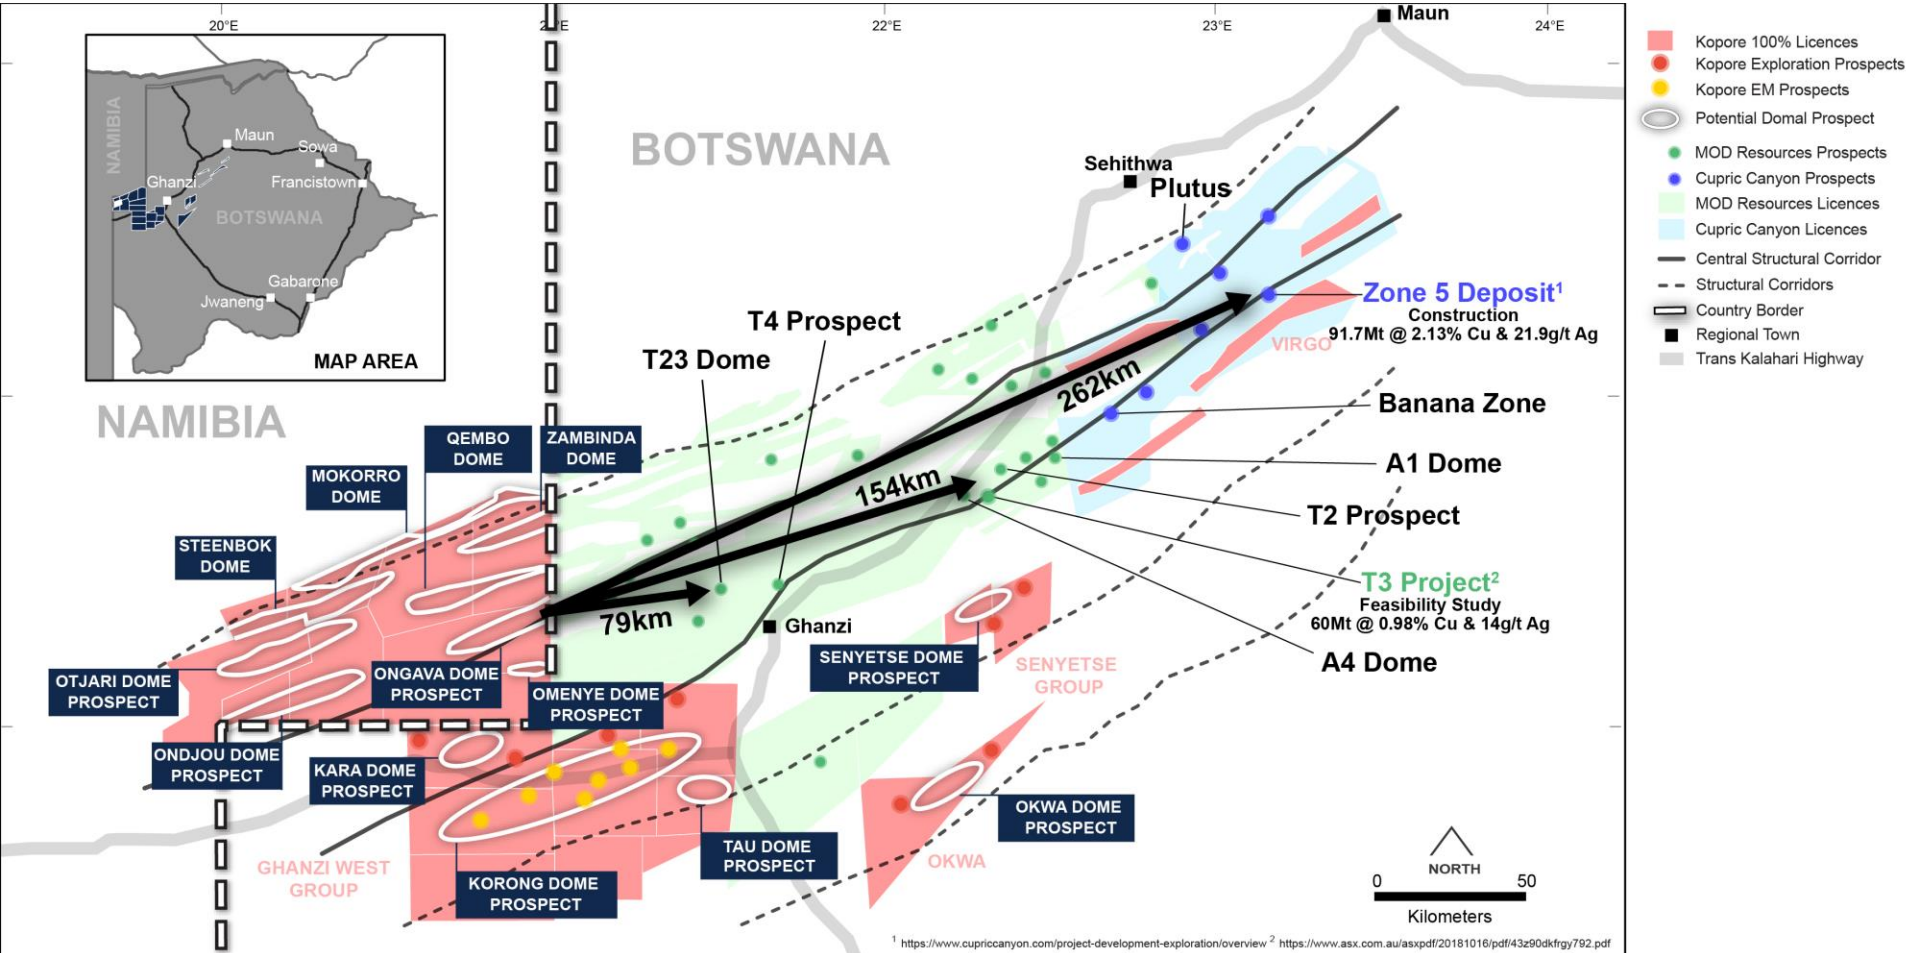 20°E
22°E
23°E
24°E
Maun
NAMIBIA
Maun
Sowa
Ghanzi
Francistown
BOTSWANA
Gabarone
Jwaneng
MAP AREA
BOTSWANA
NAMIBIA
Sehithwa
Plutus
Zone 5 Deposit¹
Construction
91.7Mt @ 2.13% Cu & 21.9g/t Ag
VIRGO
T4 Prospect
T23 Dome
262km
154km
79km
Banana Zone
A1 Dome
T2 Prospect
T3 Project²
Feasibility Study
60Mt @ 0.98% Cu & 14g/t Ag
A4 Dome
Ghanzi
QEMBO
DOME
ZAMBINDA
DOME
MOKORRO
DOME
STEENBOK
DOME
OTJARI DOME
PROSPECT
ONGAVA DOME
PROSPECT
OMENYE DOME
PROSPECT
ONDJOU DOME
PROSPECT
KARA DOME
PROSPECT
SENYETSE DOME
PROSPECT
SENYETSE
GROUP
OKWA DOME
PROSPECT
OKWA
TAU DOME
PROSPECT
KORONG DOME
PROSPECT
GHANZI WEST
GROUP
NORTH
0 50
Kilometers
¹ https://www.cupriccanyon.com/project-development-exploration/overview ² https://www.asx.com.au/asxpdf/20181016/pdf/43z90dkfrgy792.pdf
Kopore 100% Licences
Kopore Exploration Prospects
Kopore EM Prospects
Potential Domal Prospect
MOD Resources Prospects
Cupric Canyon Prospects
MOD Resources Licences
Cupric Canyon Licences
Central Structural Corridor
Structural Corridors
Country Border
Regional Town
Trans Kalahari Highway